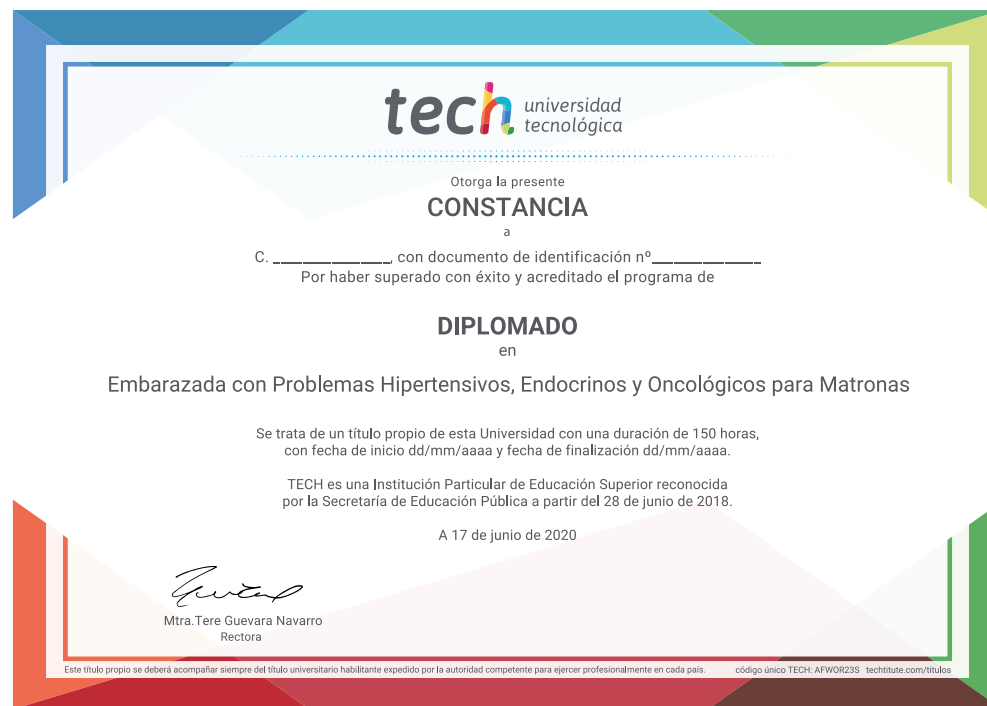 tech universidad
tecnológica
Otorga la presente
CONSTANCIA
a
C. ________________, con documento de identificación nº_______________
Por haber superado con éxito y acreditado el programa de
DIPLOMADO
en
Embarazada con Problemas Hipertensivos, Endocrinos y Oncológicos para Matronas
Se trata de un título propio de esta Universidad con una duración de 150 horas,
con fecha de inicio dd/mm/aaaa y fecha de finalización dd/mm/aaaa.
TECH es una Institución Particular de Educación Superior reconocida
por la Secretaría de Educación Pública a partir del 28 de junio de 2018.
A 17 de junio de 2020
Mtra.Tere Guevara Navarro
Rectora
Este título propio se deberá acompañar siempre del título universitario habilitante expedido por la autoridad competente para ejercer profesionalmente en cada país. código único TECH: AFWOR23S techtitute.com/titulos